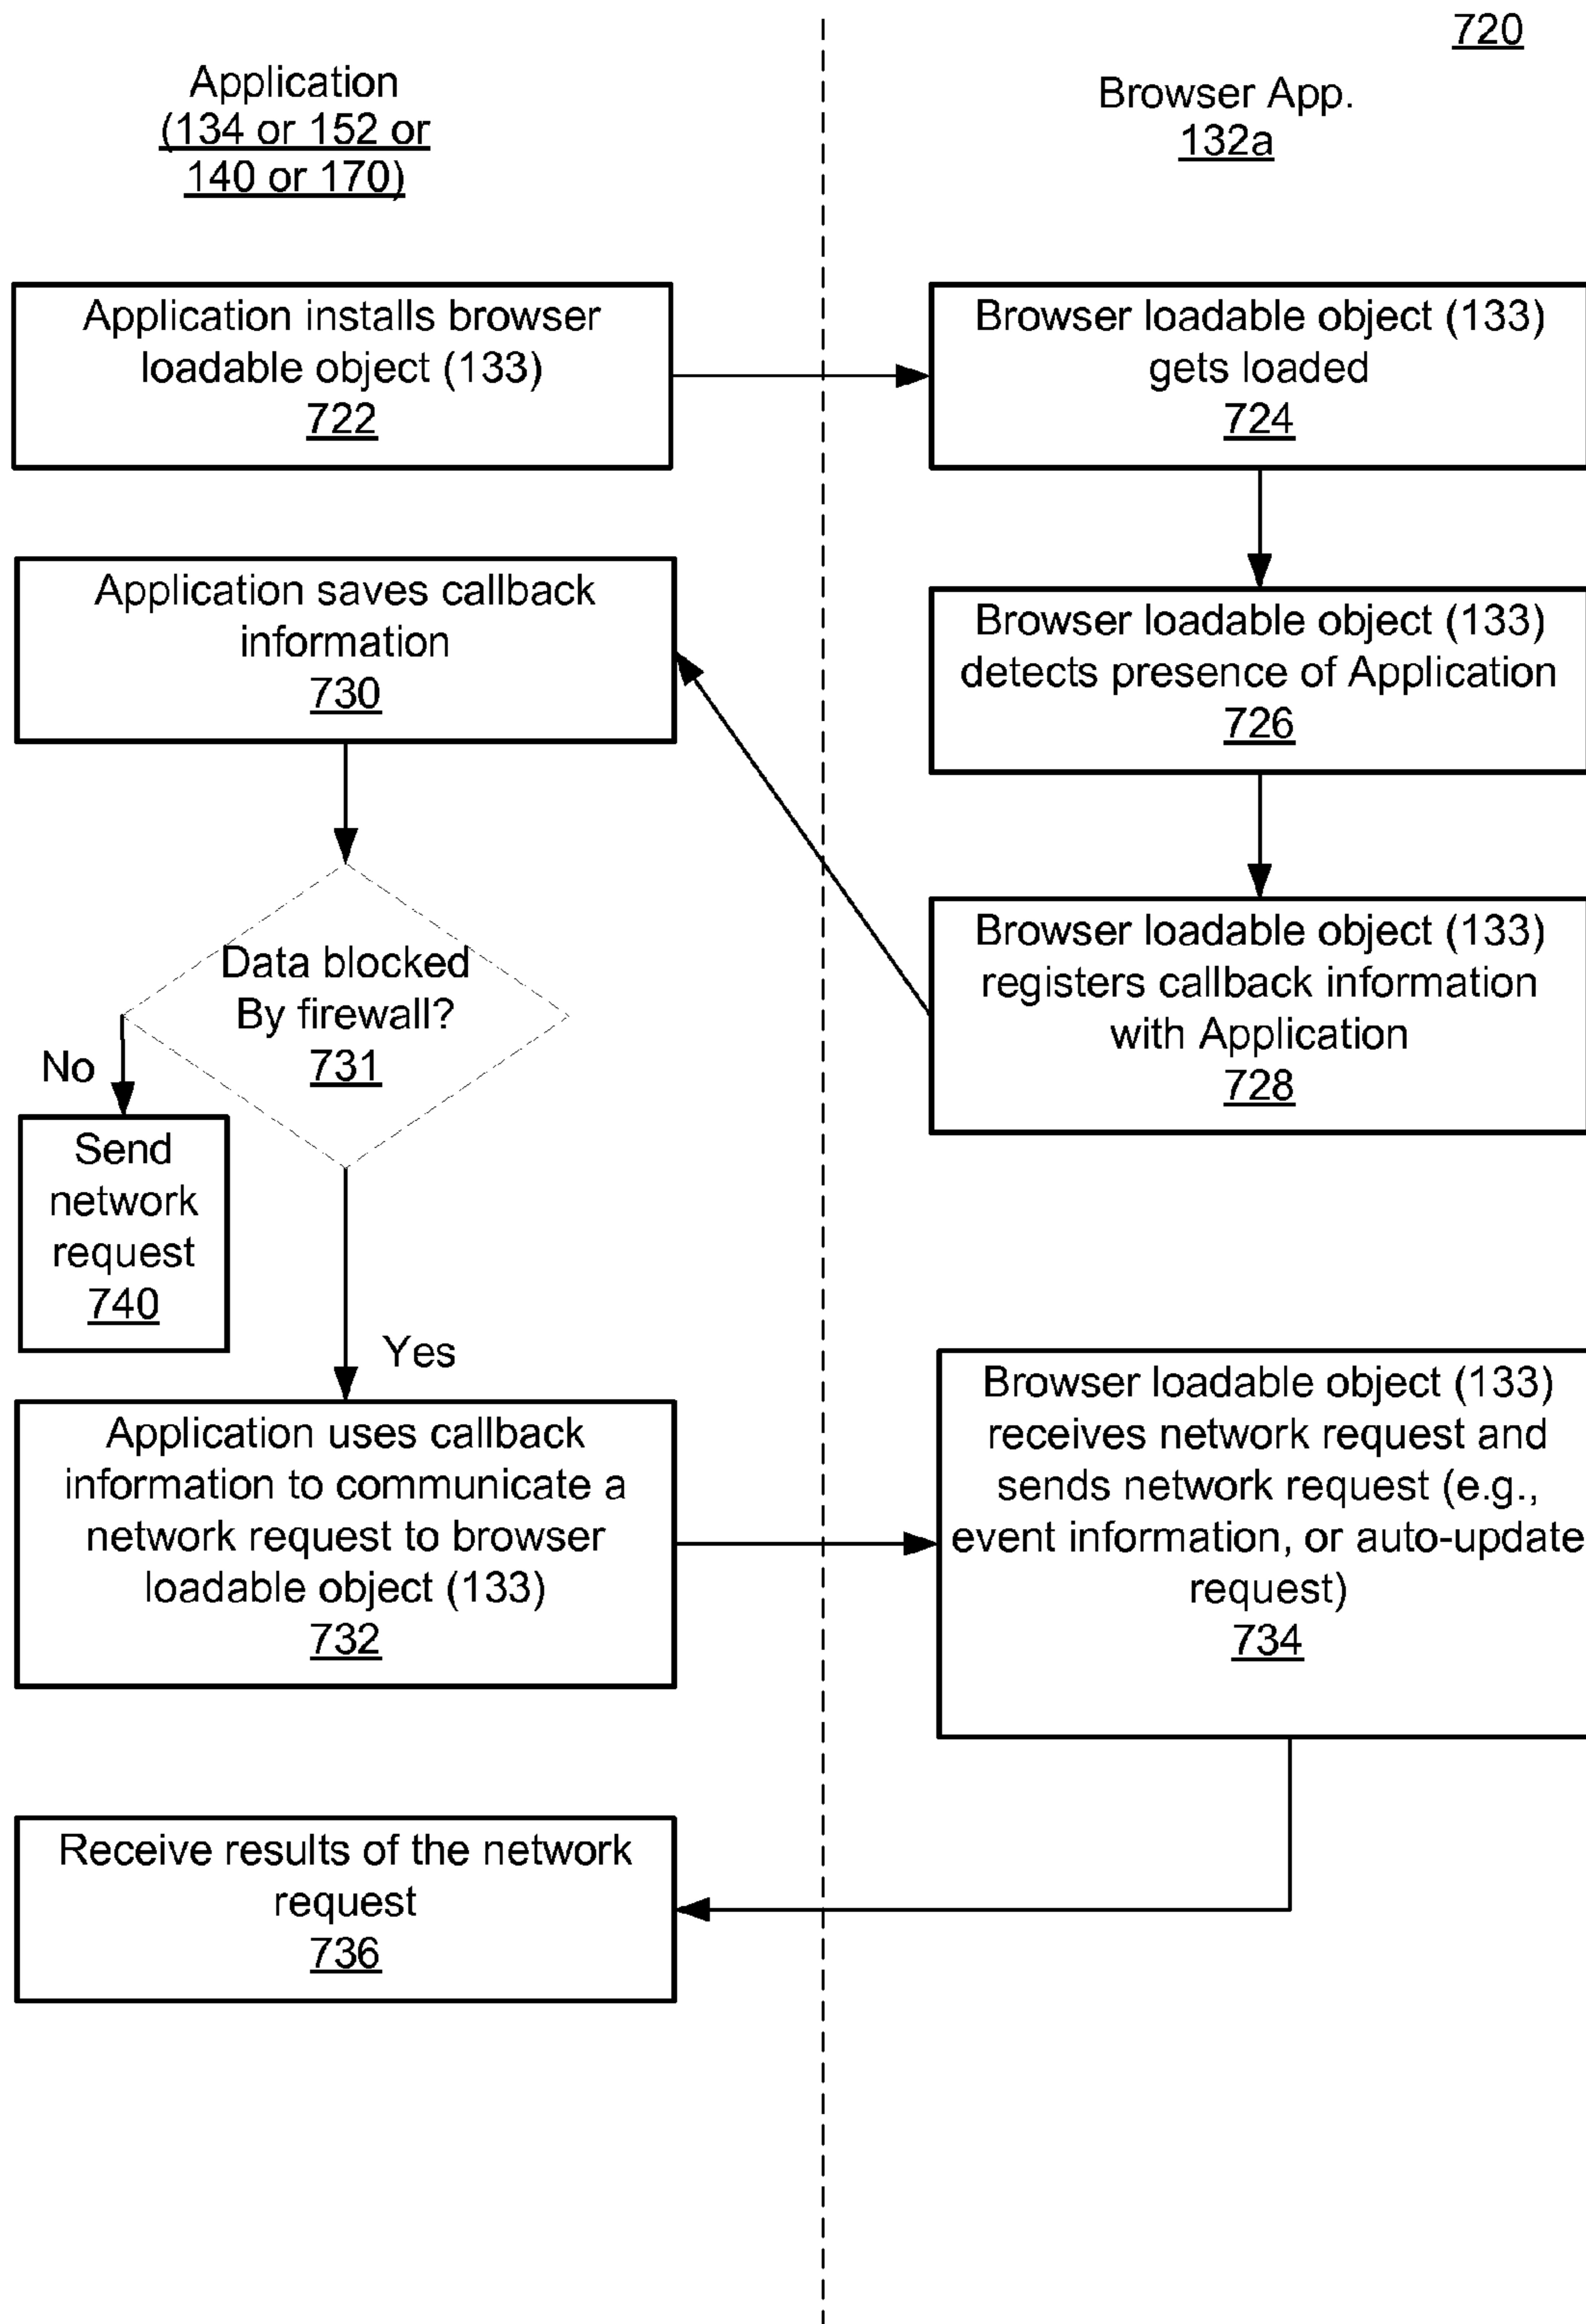 720
Application
(134 or 152 or
140 or 170)
Browser App.
132a
Application installs browser
loadable object (133)
722
Browser loadable object (133)
gets loaded
724
Application saves callback
information
730
Browser loadable object (133)
detects presence of Application
726
Data blocked
By firewall?
731
Browser loadable object (133)
registers callback information
with Application
728
No
Send
network
request
740
Yes
Application uses callback
information to communicate a
network request to browser
loadable object (133)
732
Browser loadable object (133)
receives network request and
sends network request (e.g.,
event information, or auto-update
request)
734
Receive results of the network
request
736